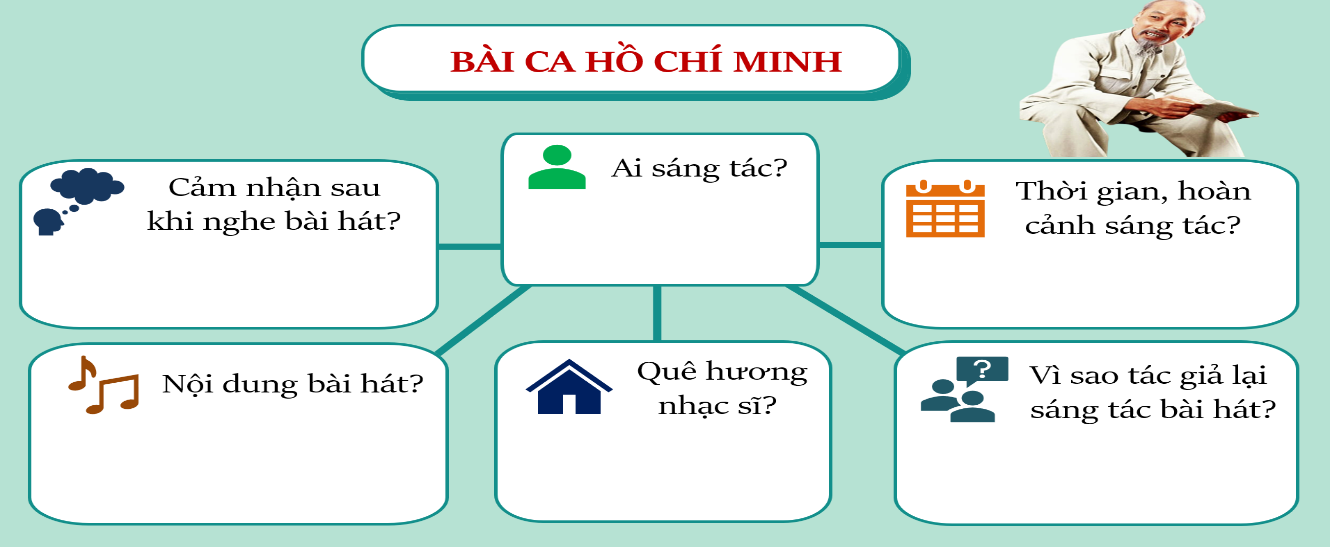 BÀI CA HỒ CHÍ MINH
Cảm nhận sau
khi nghe bài hát?
Ai sáng tác?
Thời gian, hoàn
cảnh sáng tác?
Nội dung bài hát?
Quê hương
nhạc sĩ?
?
Vì sao tác giả lại
sáng tác bài hát?